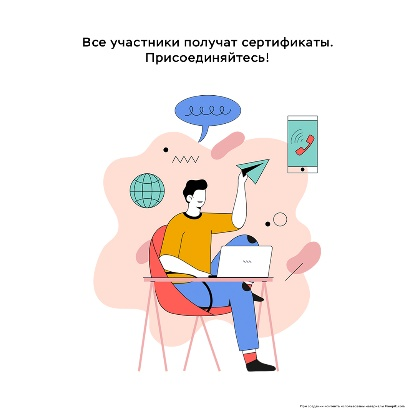 Все участники получат сертификаты.
Присоединяйтесь!